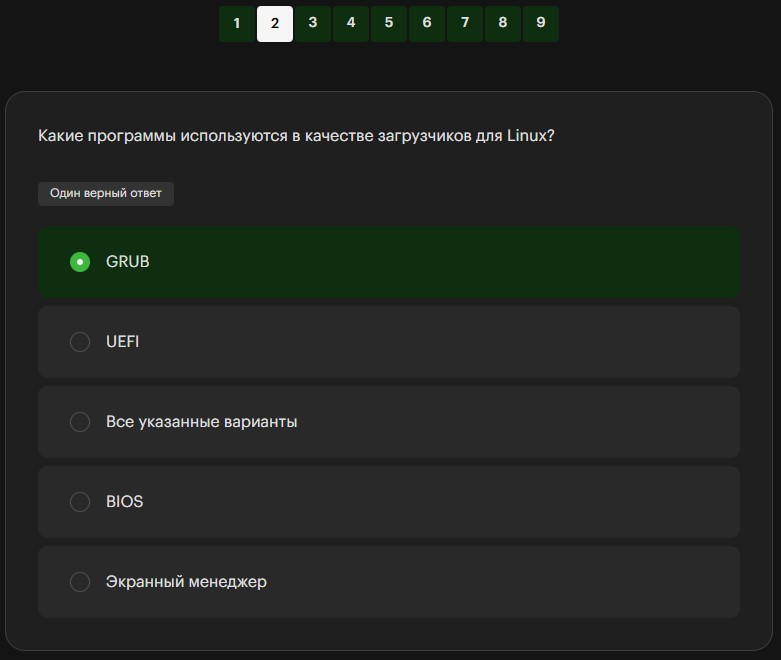 1 2 3 4 5 6 7 8 9
Какие программы используются в качестве загрузчиков для Linux?
Один верный ответ
GRUB
UEFI
Все указанные варианты
BIOS
Экранный менеджер